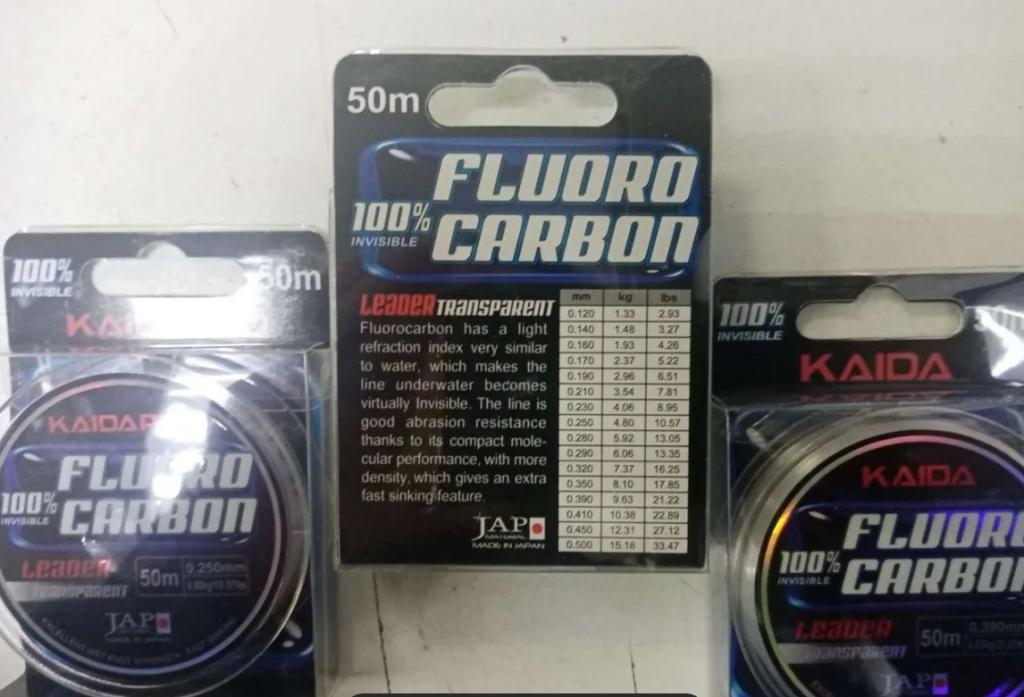 50m
FLUORO
100% CARBON
INVISIBLE
LEADER TRANSPARENT
Fluorocarbon has a light
refraction index very similar
to water, which makes the
line underwater becomes
virtually Invisible. The line is
good abrasion resistance
thanks to its compact mole-
cular performance, with more
density, which gives an extra
fast sinking feature.
mm kg lbs
0.120 1.33 2.93
0.140 1.48 3.27
0.160 1.93 4.26
0.170 2.37 5.22
0.190 2.96 6.51
0.210 3.54 7.81
0.230 4.06 8.95
0.250 4.80 10.57
0.280 5.92 13.05
0.290 6.06 13.35
0.320 7.37 16.25
0.350 8.10 17.85
0.390 9.63 21.22
0.410 10.38 22.89
0.450 12.31 27.12
0.500 15.18 33.47
JAP
MATERIAL
MADE IN JAPAN
100% 50m
INVISIBLE
KAIDA
FLUORO
100% CARBON
INVISIBLE
LEADER
TRANSPARENT
50m
0.250mm
JAP
100%
INVISIBLE
KAIDA
KAIDA
FLUOR
100% CARBO
INVISIBLE
LEADER
TRANSPARENT
50m
0.390mm
JAP